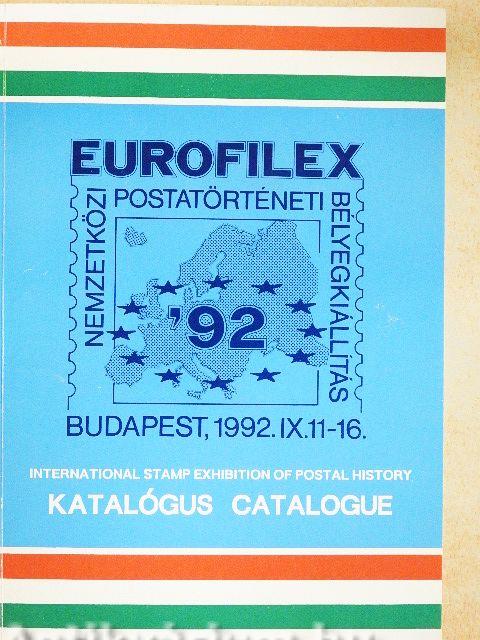 EUROFILEX
NEMZETKÖZI
POSTATÖRTÉNETI
BÉLYEGKIÁLLÍTÁS
'92
BUDAPEST, 1992. IX. 11-16.
INTERNATIONAL STAMP EXHIBITION OF POSTAL HISTORY
KATALÓGUS CATALOGUE